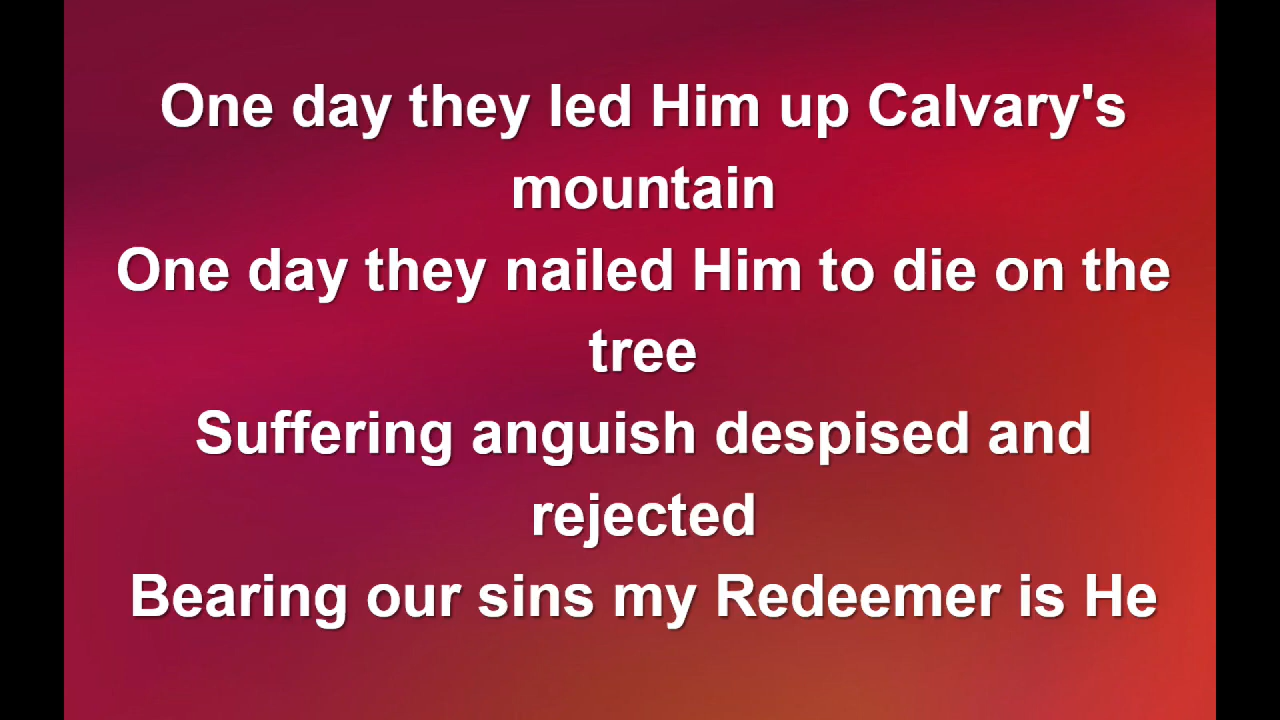 One day they led Him up Calvary's
mountain
One day they nailed Him to die on the
tree
Suffering anguish despised and
rejected
Bearing our sins my Redeemer is He